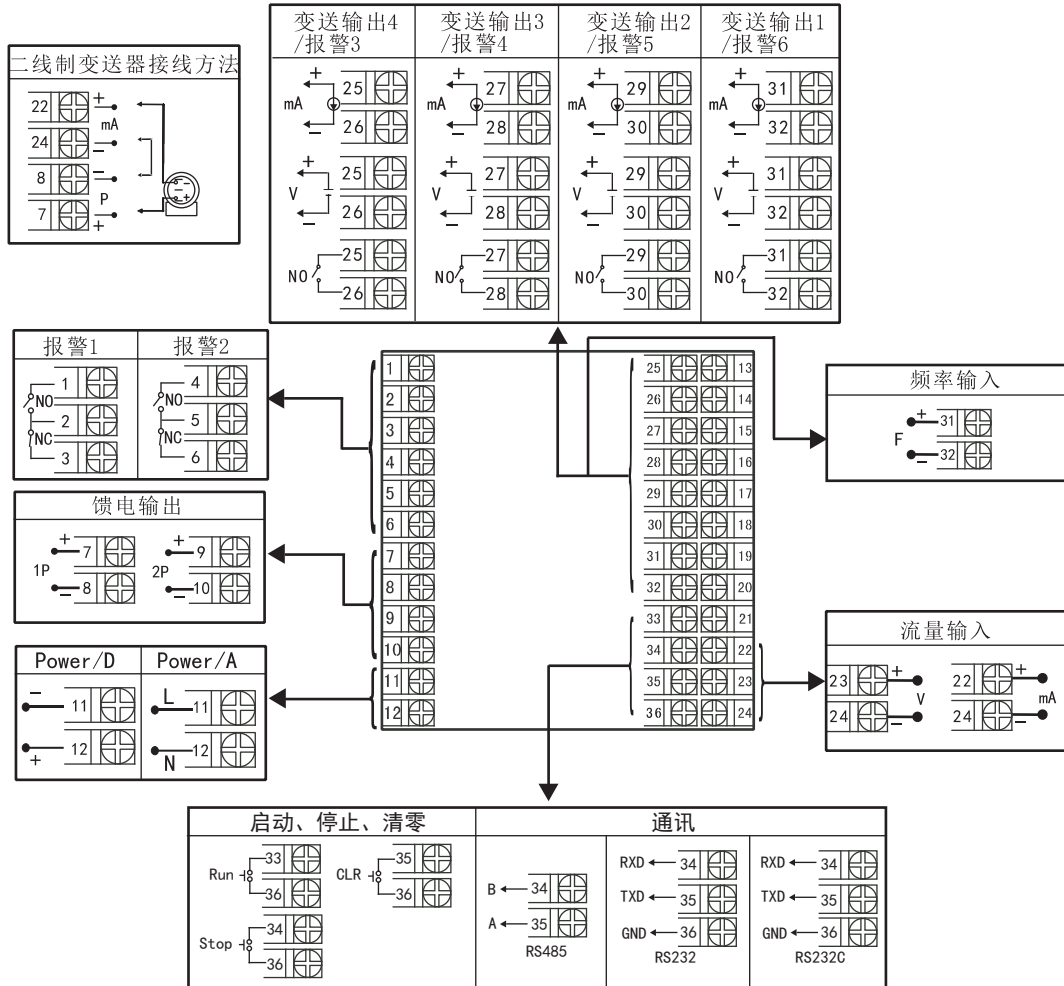 变送输出4 变送输出3 变送输出2 变送输出1
/报警3 /报警4 /报警5 /报警6
+ 25 + 27 + 29 + 31
mA mA mA mA
− 26 − 28 − 30 − 32
+ 25 + 27 + 29 + 31
V V V V
− 26 − 28 − 30 − 32
25 27 29 31
NO NO NO NO
26 28 30 32
二线制变送器接线方法
22 +
mA
24 −
8 −
P
7 +
− +
报警1 报警2
1 4
NO NO
2 5
NC NC
3 6
馈电输出
+ 7 + 9
1P 2P
− 8 − 10
Power/D Power/A
− 11 L 11
+ 12 N 12
1 25 13
2 26 14
3 27 15
4 28 16
5 29 17
6 30 18
7 31 19
8 32 20
9 33 21
10 34 22
11 35 23
12 36 24
频率输入
+ 31
F
− 32
流量输入
23 + 22 +
V mA
24 − 24 −
启动、停止、清零
33 35
Run CLR
36 36
34
Stop
36
通讯
B 34
A 35
RS485
RXD 34
TXD 35
GND 36
RS232
RXD 34
TXD 35
GND 36
RS232C